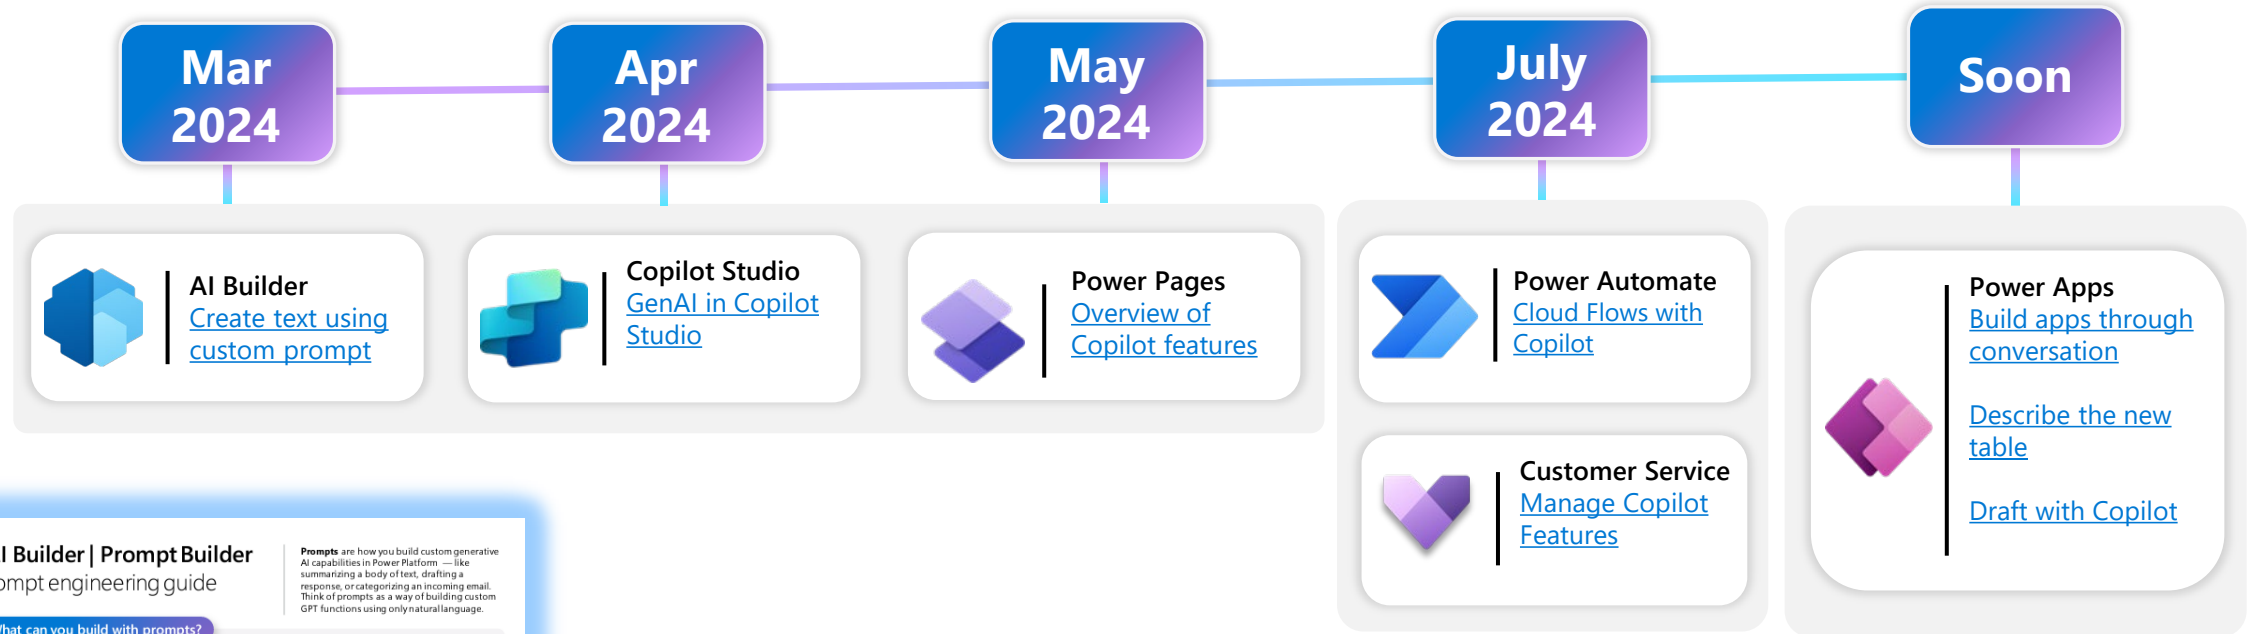 Mar
2024
Apr
2024
May
2024
July
2024
Soon
AI Builder
Create text using
custom prompt
Copilot Studio
GenAI in Copilot
Studio
Power Pages
Overview of
Copilot features
Power Automate
Cloud Flows with
Copilot
Customer Service
Manage Copilot
Features
Power Apps
Build apps through
conversation
Describe the new
table
Draft with Copilot
I Builder | Prompt Builder
ompt engineering guide
Prompts are how you build custom generative
AI capabilities in Power Platform — like
summarizing a body of text, drafting a
response, or categorizing an incoming email.
Think of prompts as a way of building custom
GPT functions using only natural language.
What can you build with prompts?